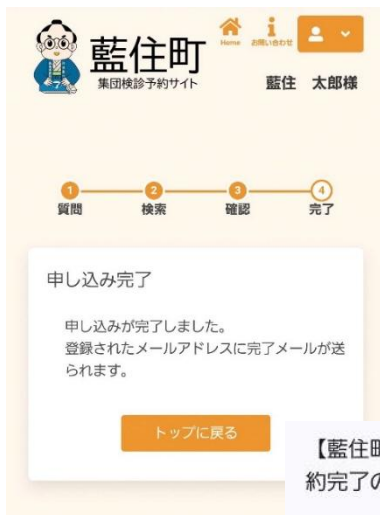 藍住町
集団検診予約サイト
Home
お問い合わせ
藍住 太郎様
1
2
3
4
質問
検索
確認
完了
申し込み完了
申し込みが完了しました。
登録されたメールアドレスに完了メールが送
られます。
トップに戻る
【藍住町
約完了の